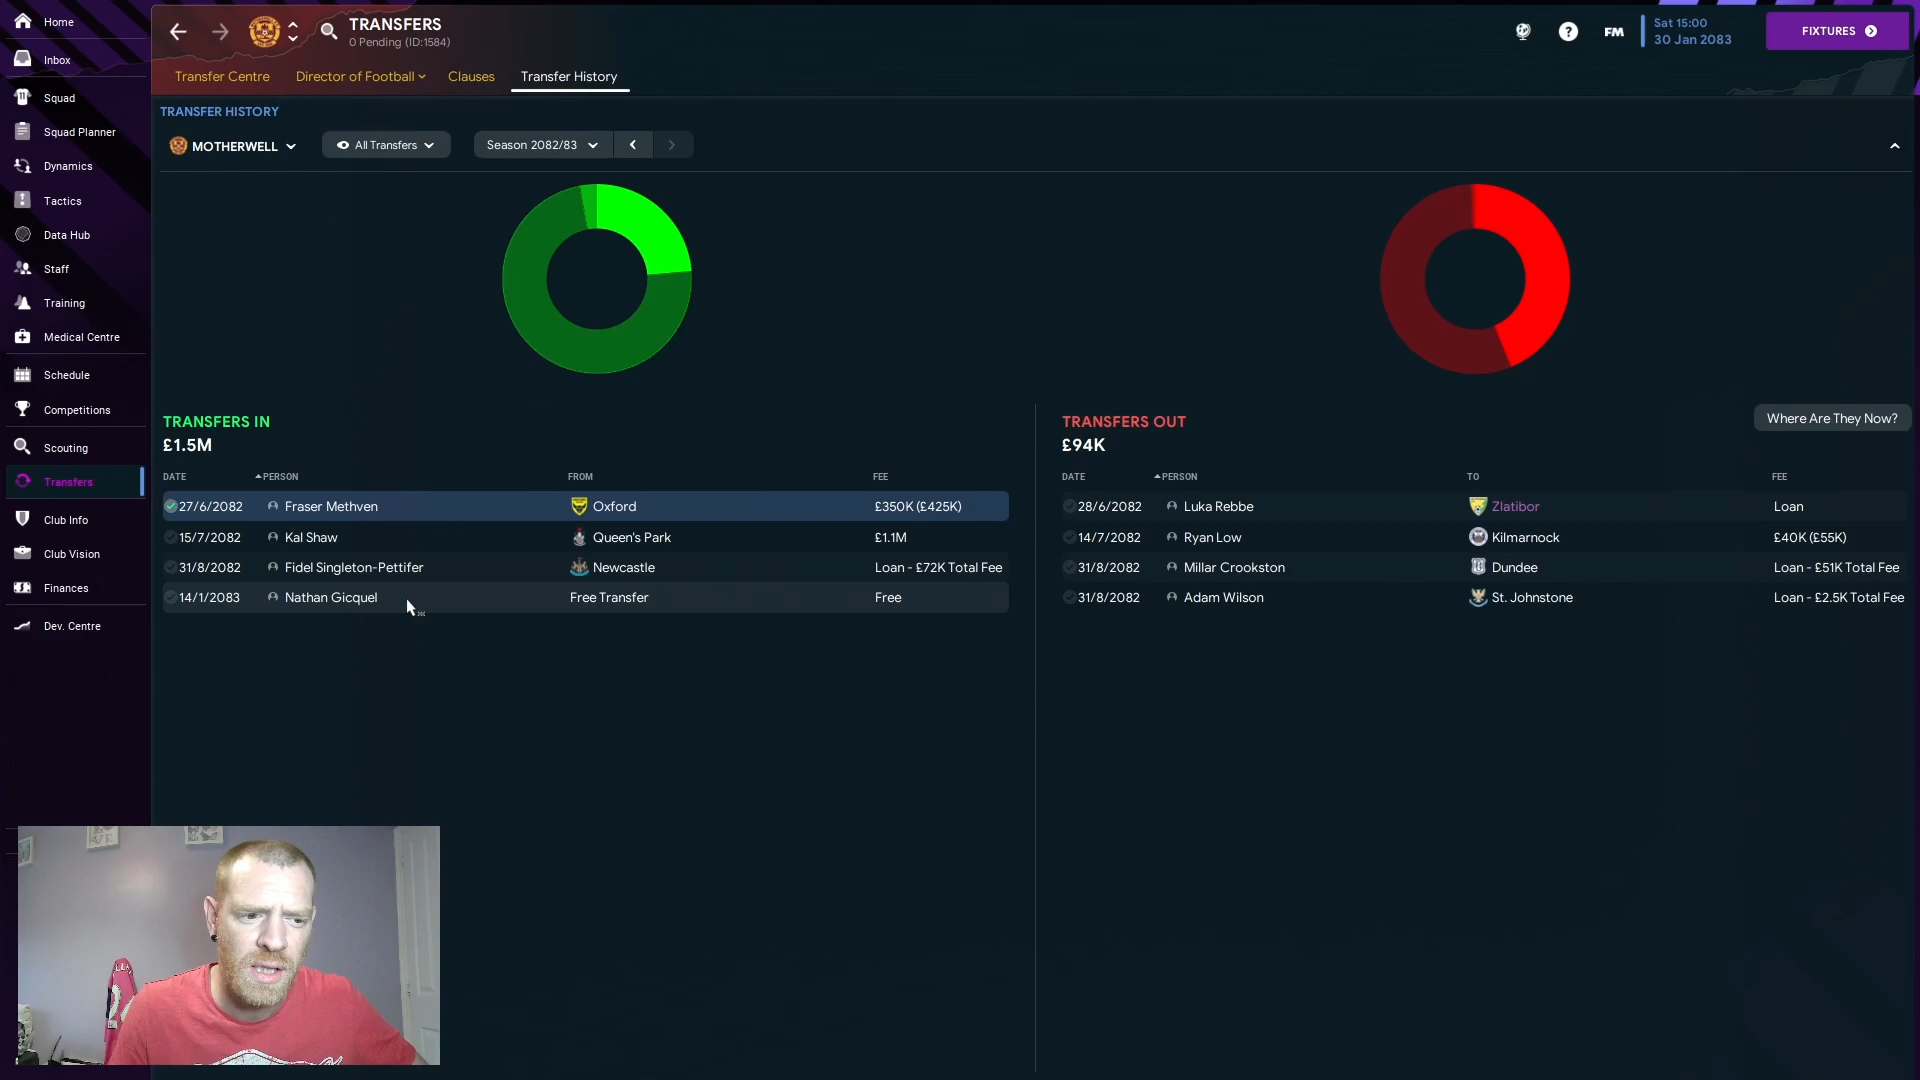 Home
Inbox
Squad
Squad Planner
Dynamics
Tactics
Data Hub
Staff
Training
Medical Centre
Schedule
Competitions
Scouting
Transfers
Club Info
Club Vision
Finances
Dev. Centre
TRANSFERS
0 Pending (ID:1584)
FM
Sat 15:00
30 Jan 2083
FIXTURES
Transfer Centre
Director of Football
Clauses
Transfer History
TRANSFER HISTORY
MOTHERWELL
All Transfers
Season 2082/83
TRANSFERS IN
£1.5M
DATE PERSON FROM FEE
27/6/2082 Fraser Methven Oxford £350K (£425K)
15/7/2082 Kal Shaw Queen's Park £1.1M
31/8/2082 Fidel Singleton-Pettifer Newcastle Loan - £72K Total Fee
14/1/2083 Nathan Gicquel Free Transfer Free
TRANSFERS OUT
£94K
Where Are They Now?
DATE PERSON TO FEE
28/6/2082 Luka Rebbe Zlatibor Loan
14/7/2082 Ryan Low Kilmarnock £40K (£55K)
31/8/2082 Millar Crookston Dundee Loan - £51K Total Fee
31/8/2082 Adam Wilson St. Johnstone Loan - £2.5K Total Fee